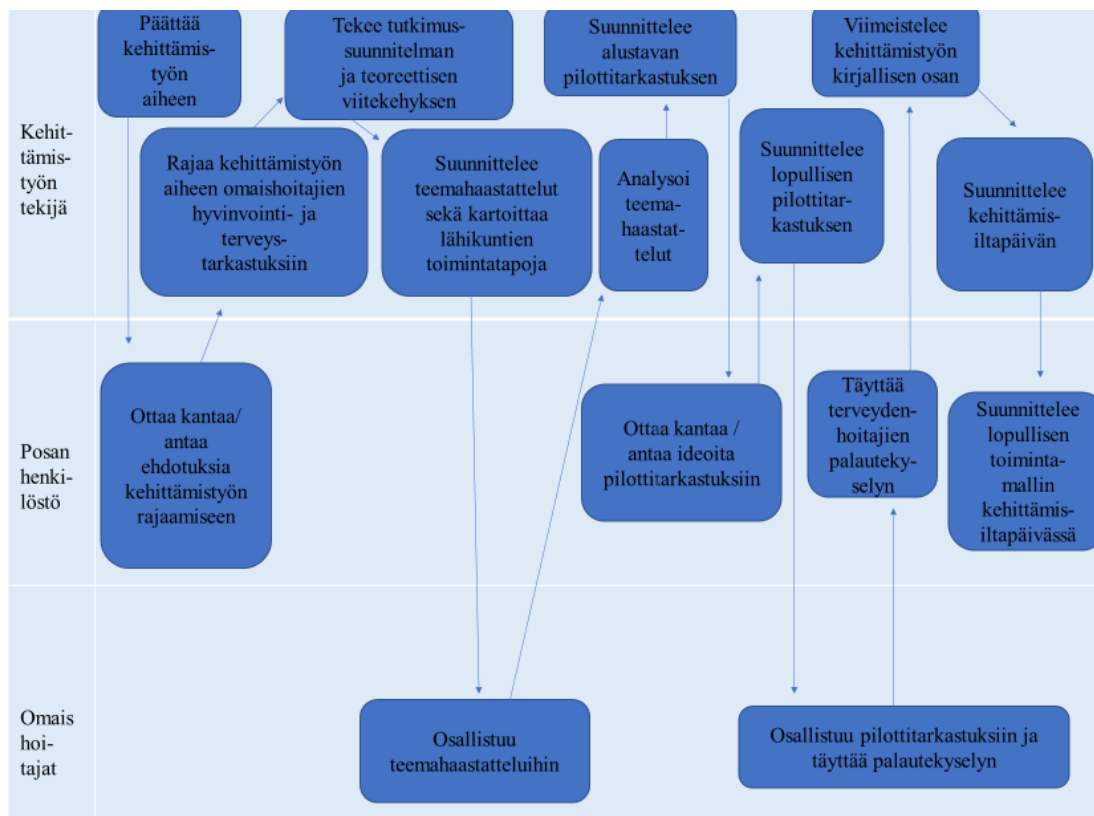 Päättää
kehittämis-
työn
aiheen
Tekee tutkimus-
suunnitelman
ja teoreettisen
viitekehyksen
Suunnittelee
alustavan
pilottitarkastuksen
Viimeistelee
kehittämistyön
kirjallisen osan
Kehit-
tämis-
työn
tekijä
Rajaa kehittämistyön
aiheen omaishoitajien
hyvinvointi- ja
terveys-
tarkastuksiin
Suunnittelee
teemahaastattelut
sekä kartoittaa
lähikuntien
toimintatapoja
Analysoi
teema-
haastat-
telut
Suunnittelee
lopullisen
pilottitar-
kastuksen
Suunnittelee
kehittämis-
iltapäivän
Posan
henki-
löstö
Ottaa kantaa/
antaa
ehdotuksia
kehittämistyön
rajaamiseen
Ottaa kantaa /
antaa ideoita
pilottitarkastuksiin
Täyttää
terveyden-
hoitajien
palauteky-
selyn
Suunnittelee
lopullisen
toiminta-
mallin
kehittämis-
iltapäivässä
Omais
hoi-
tajat
Osallistuu
teemahaastatteluihin
Osallistuu pilottitarkastuksiin ja
täyttää palautekyselyn